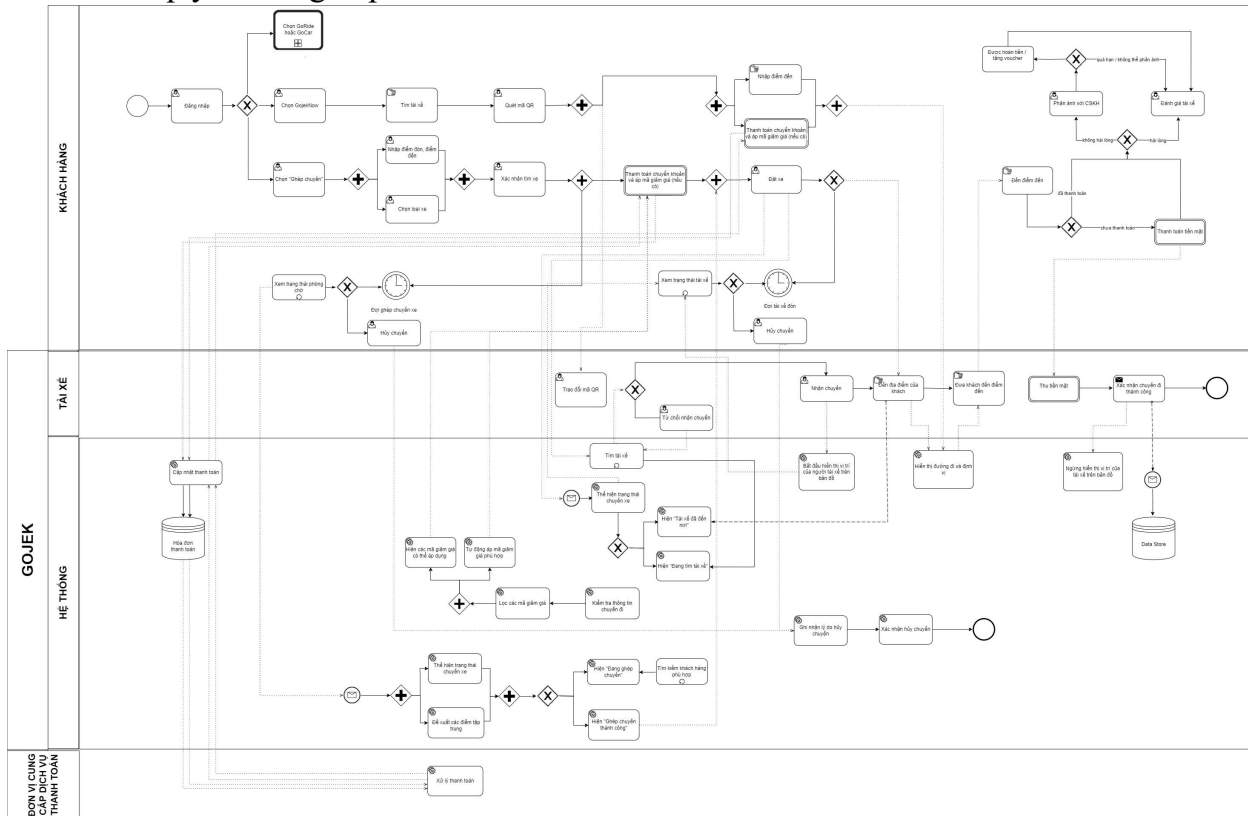 KHÁCH HÀNG
Chọn GoRide
hoặc GoCar
Đăng nhập
Chọn GojekNow
Tìm tài xế
Quét mã QR
Nhập điểm đến
Thanh toán chuyển khoản
và áp mã giảm giá (nếu có)
Chọn "Ghép chuyến"
Nhập điểm đón, điểm
đến
Chọn loại xe
Xác nhận tìm xe
Thanh toán chuyển khoản
và áp mã giảm giá (nếu
có)
Đặt xe
Được hoàn tiền /
tặng voucher
quá hạn / không thể phản ánh
Phản ánh với CSKH
Đánh giá tài xế
không hài lòng
hài lòng
Đến điểm đến
đã thanh toán
chưa thanh toán
Thanh toán tiền mặt
Xem trạng thái phòng
chờ
Đợi ghép chuyến xe
Hủy chuyến
Xem trạng thái tài xế
Đợi tài xế đón
Hủy chuyến
GOJEK
TÀI XẾ
Trao đổi mã QR
Từ chối nhận chuyến
Nhận chuyến
Đến địa điểm của
khách
Đưa khách đến điểm
đến
Thu tiền mặt
Xác nhận chuyến đi
thành công
HỆ THỐNG
Cập nhật thanh toán
Hóa đơn
thanh toán
Tìm tài xế
Thể hiện trạng thái
chuyến xe
Hiện "Tài xế đã đến
nơi"
Hiện "Đang tìm tài xế"
Bắt đầu hiển thị vị trí
của người tài xế trên
bản đồ
Hiển thị đường đi và định
vị
Ngừng hiển thị vị trí của
tài xế trên bản đồ
Data Store
Hiện các mã giảm giá
có thể áp dụng
Tự động áp mã giảm
giá phù hợp
Lọc các mã giảm giá
Kiểm tra thông tin
chuyến đi
Ghi nhận lý do hủy
chuyến
Xác nhận hủy chuyến
Thể hiện trạng thái
chuyến xe
Đề xuất các điểm tập
trung
Hiện "Đang ghép
chuyến"
Tìm kiếm khách hàng
phù hợp
Hiện "Ghép chuyến
thành công"
ĐƠN VỊ CUNG
CẤP DỊCH VỤ
THANH TOÁN
Xử lý thanh toán